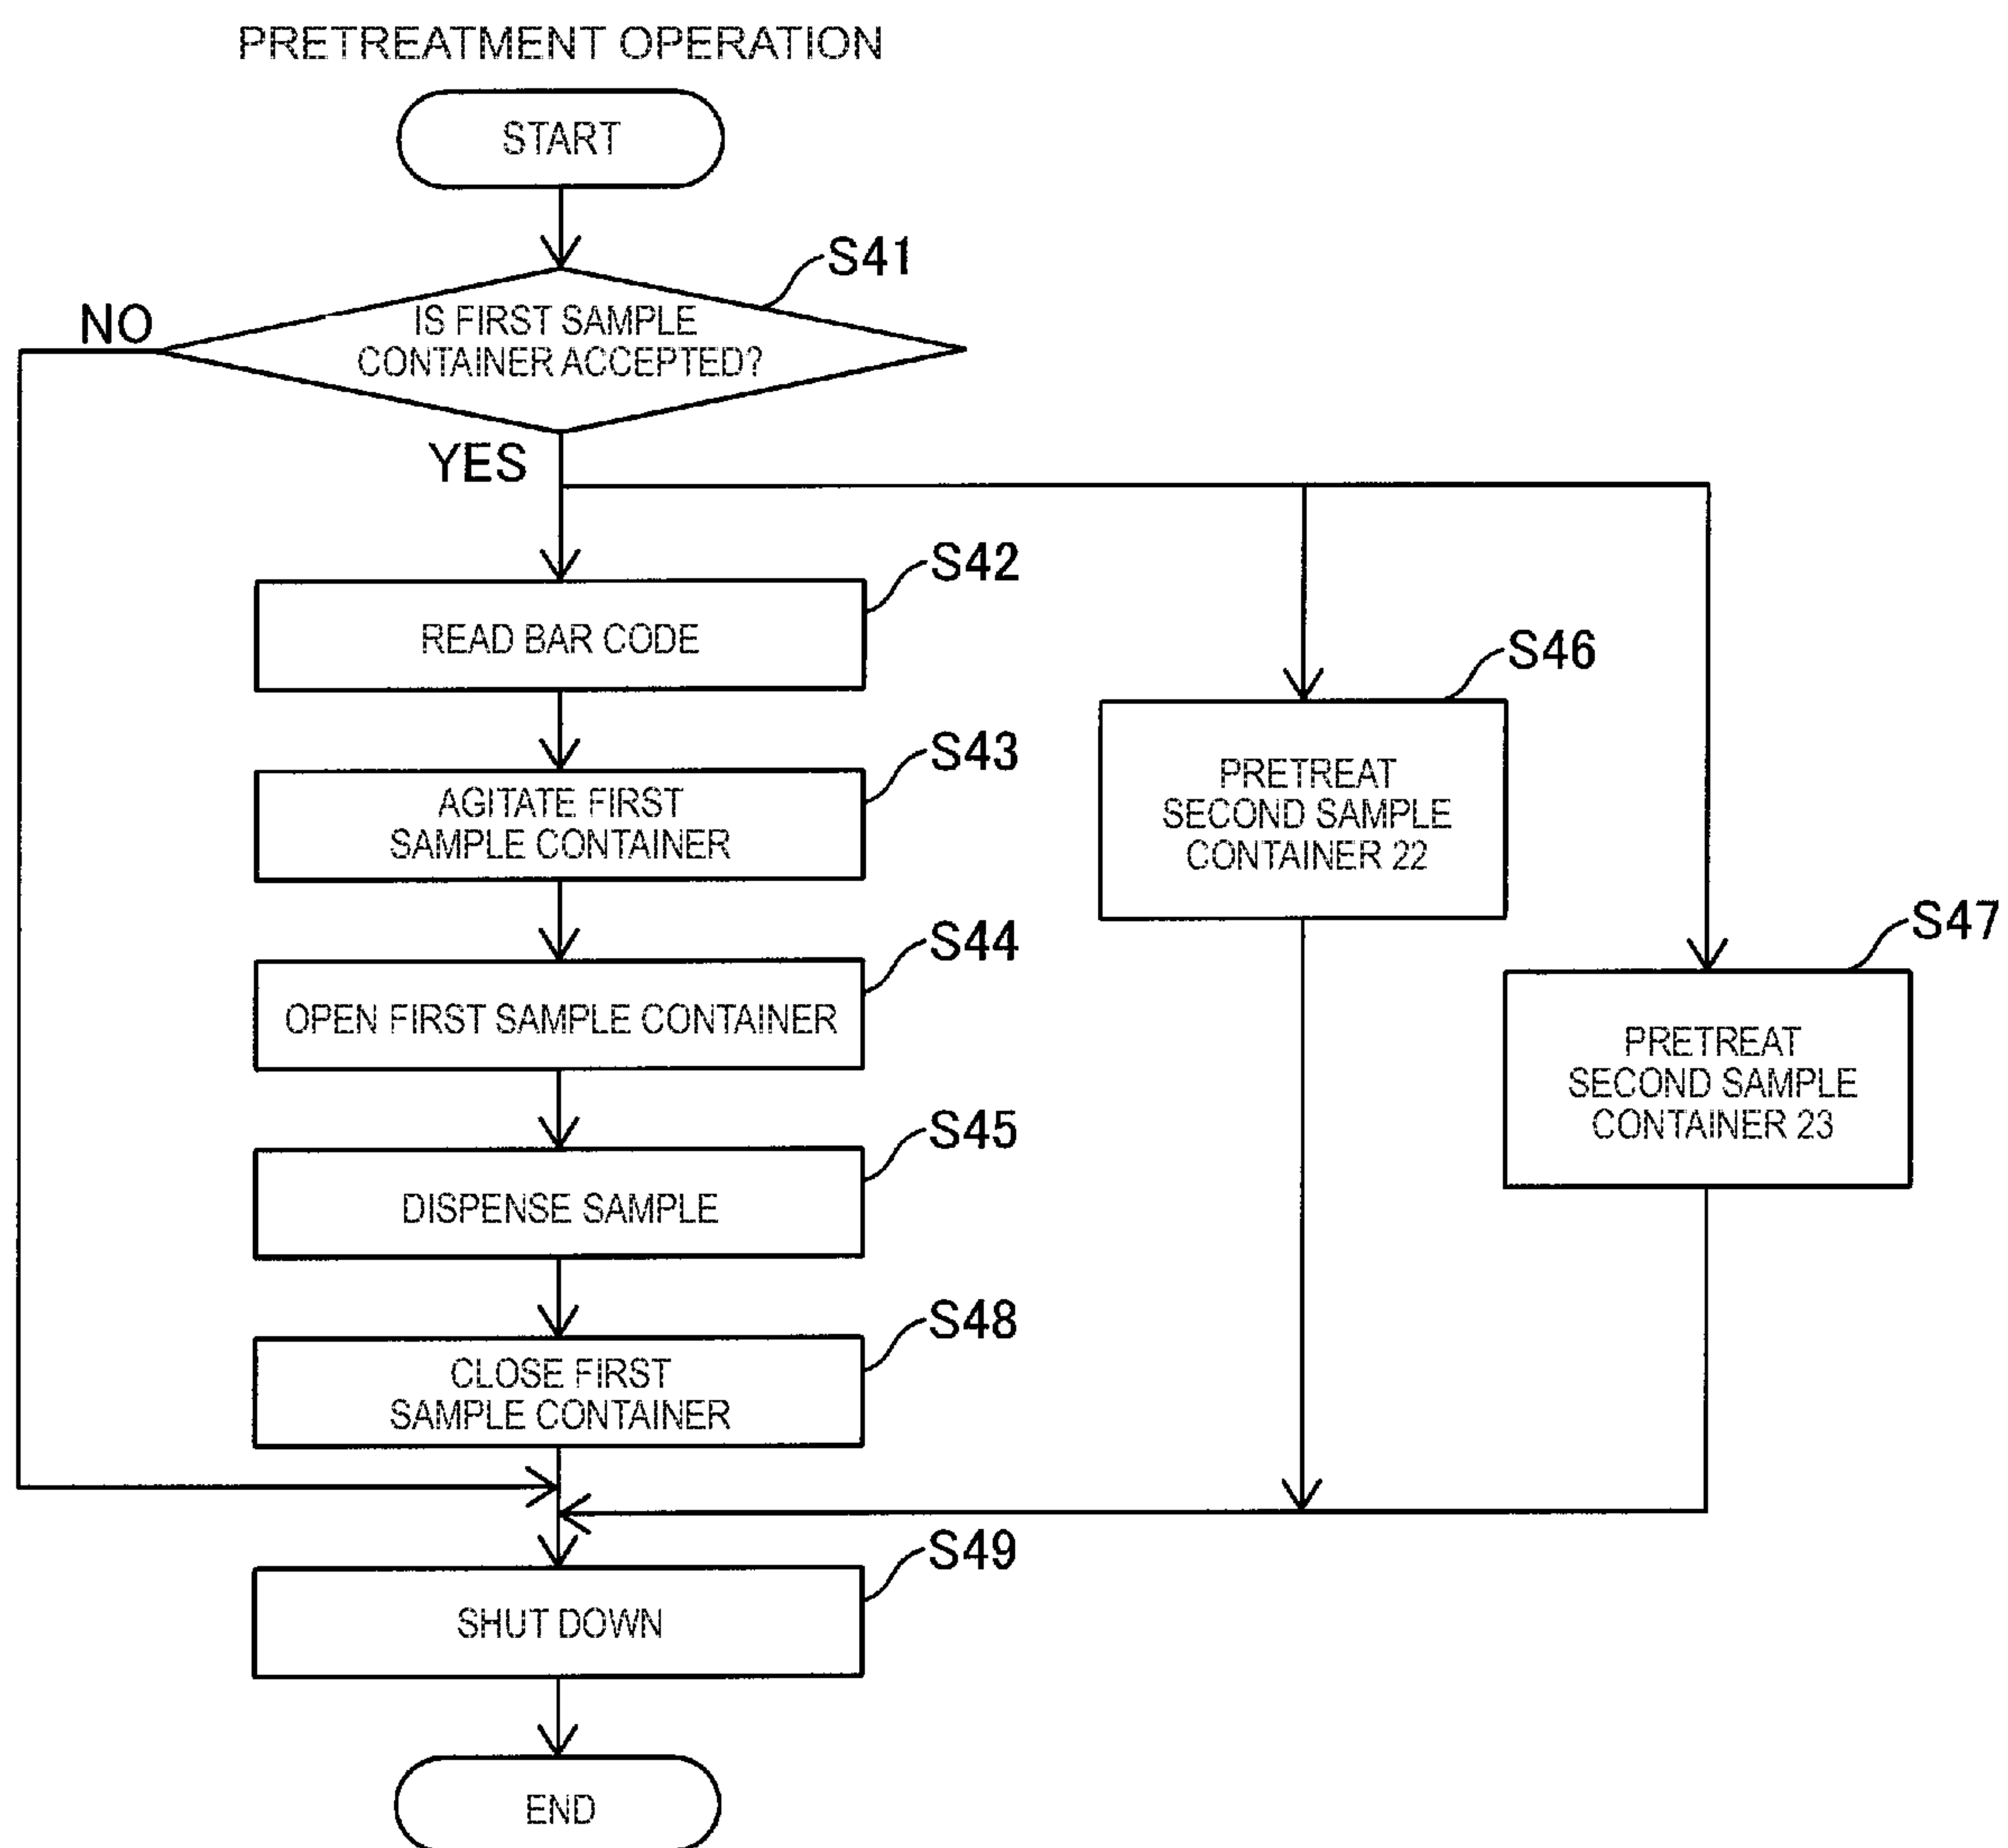 PRETREATMENT OPERATION
START
S41
NO
IS FIRST SAMPLE
CONTAINER ACCEPTED?
YES
S42
READ BAR CODE
S43
AGITATE FIRST
SAMPLE CONTAINER
S44
OPEN FIRST SAMPLE CONTAINER
S45
DISPENSE SAMPLE
S48
CLOSE FIRST
SAMPLE CONTAINER
S46
PRETREAT
SECOND SAMPLE
CONTAINER 22
S47
PRETREAT
SECOND SAMPLE
CONTAINER 23
S49
SHUT DOWN
END